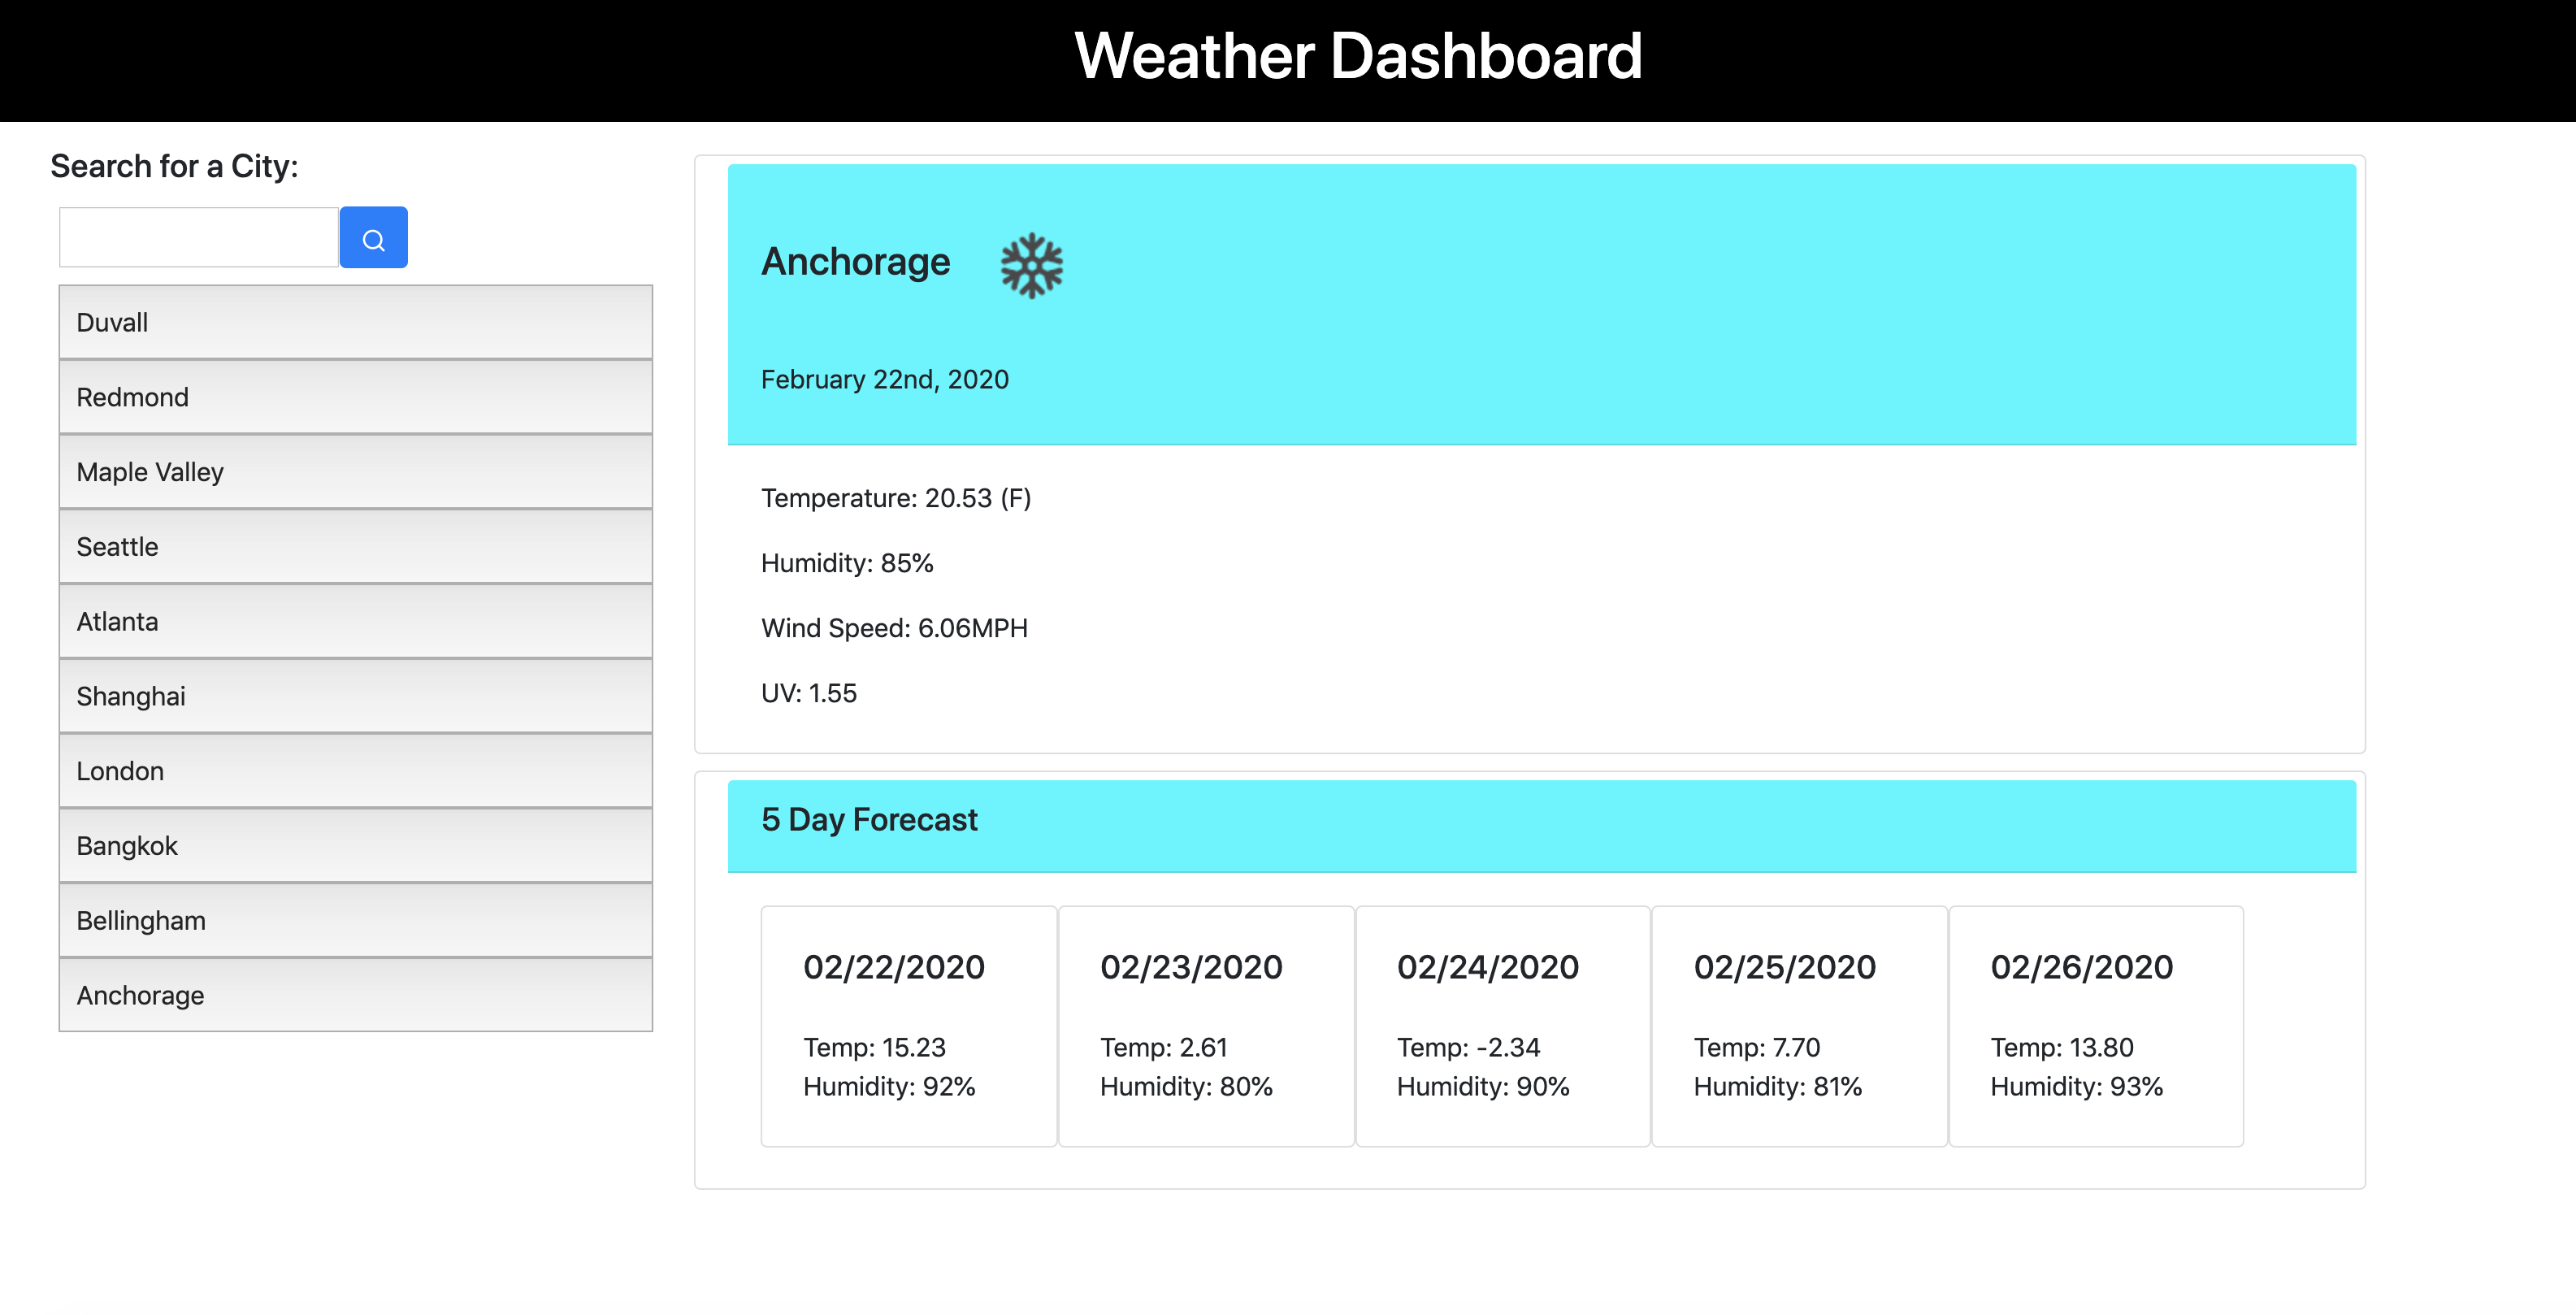 Weather Dashboard
Search for a City:
Duvall
Redmond
Maple Valley
Seattle
Atlanta
Shanghai
London
Bangkok
Bellingham
Anchorage
Anchorage
February 22nd, 2020
Temperature: 20.53 (F)
Humidity: 85%
Wind Speed: 6.06MPH
UV: 1.55
5 Day Forecast
02/22/2020
Temp: 15.23
Humidity: 92%
02/23/2020
Temp: 2.61
Humidity: 80%
02/24/2020
Temp: -2.34
Humidity: 90%
02/25/2020
Temp: 7.70
Humidity: 81%
02/26/2020
Temp: 13.80
Humidity: 93%